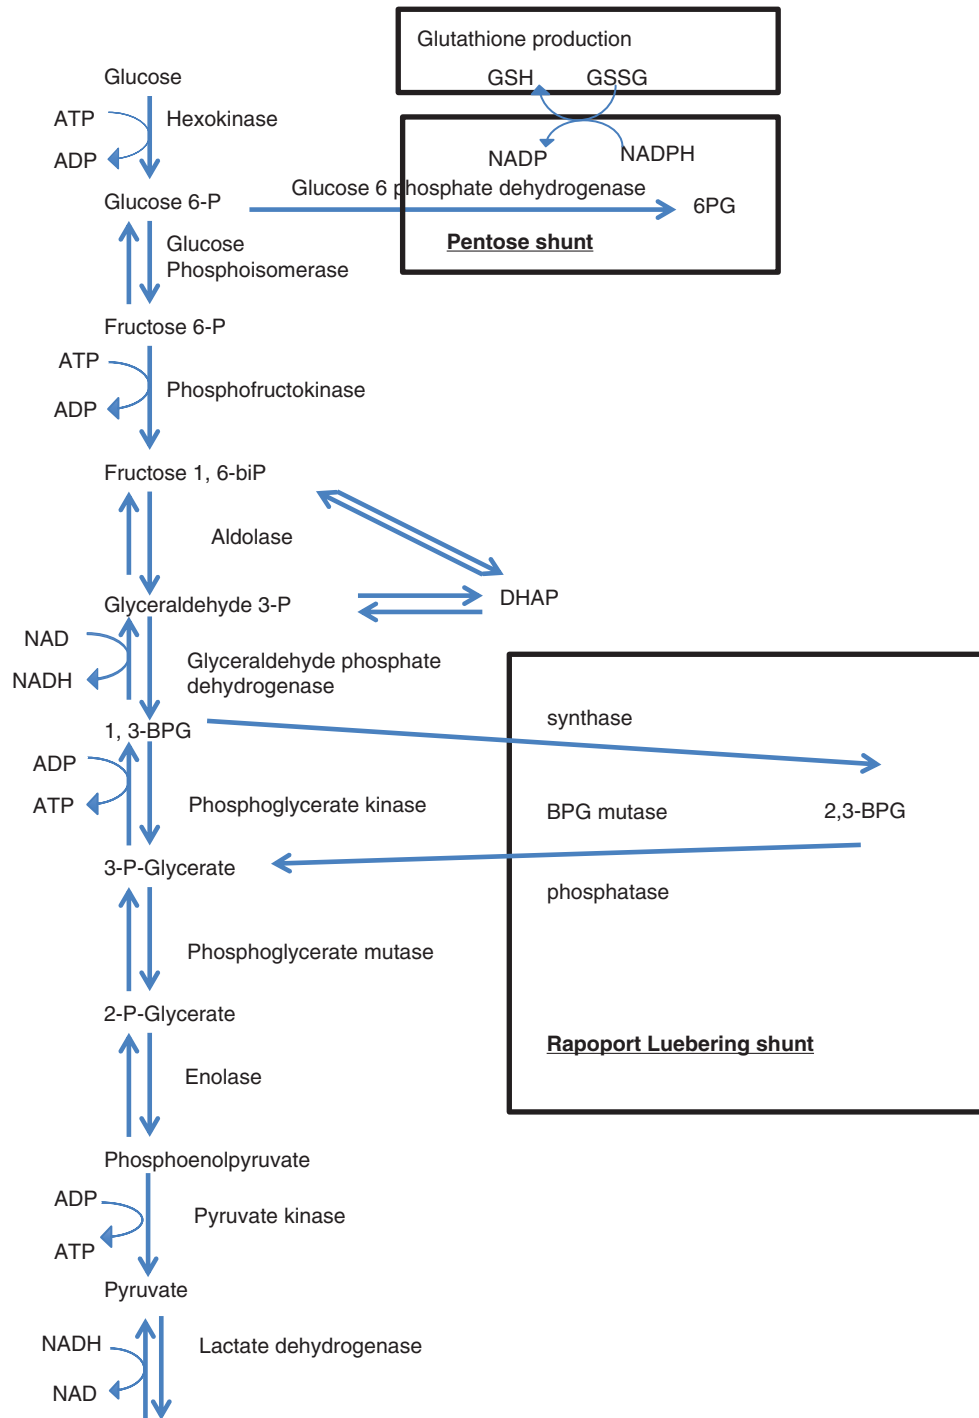 Glutathione production
GSH GSSG
Glucose
ATP
Hexokinase
ADP
NADP NADPH
Glucose 6 phosphate dehydrogenase
Glucose 6-P
6PG
Pentose shunt
Glucose
Phosphoisomerase
Fructose 6-P
ATP
Phosphofructokinase
ADP
Fructose 1, 6-biP
Aldolase
Glyceraldehyde 3-P
DHAP
NAD
NADH
Glyceraldehyde phosphate
dehydrogenase
1, 3-BPG
synthase
ADP
ATP
Phosphoglycerate kinase
BPG mutase
2,3-BPG
3-P-Glycerate
phosphatase
Phosphoglycerate mutase
2-P-Glycerate
Rapoport Luebering shunt
Enolase
Phosphoenolpyruvate
ADP
Pyruvate kinase
ATP
Pyruvate
NADH
Lactate dehydrogenase
NAD